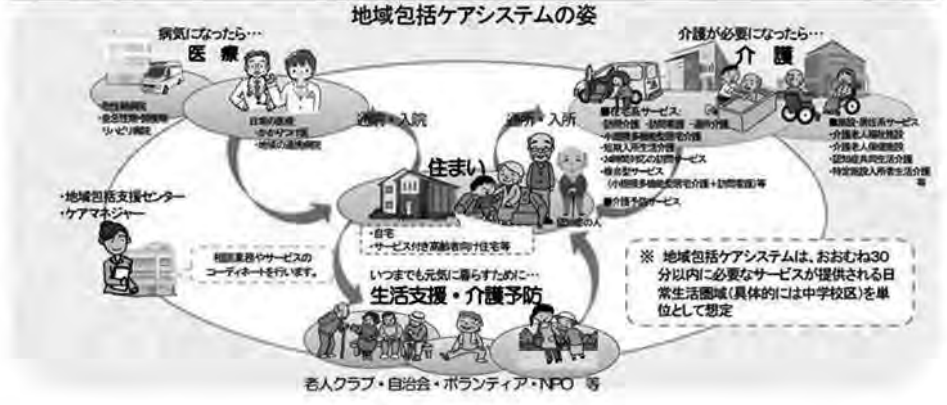 地域包括ケアシステムの姿
病気になったら…
医 療
・急性期病院
・亜急性期・回復期
リハビリ病院
日常の医療:
・かかりつけ医
・地域の連携病院
通院・入院
通所・入所
介護が必要になったら…
介 護
■在宅系サービス:
・訪問介護・訪問看護・通所介護
・小規模多機能型居宅介護
・短期入所生活介護
・24時間対応の訪問サービス
・複合型サービス
(小規模多機能型居宅介護+訪問看護)等
■介護予防サービス
■施設・居住系サービス
・介護老人福祉施設
・介護老人保健施設
・認知症共同生活介護
・特定施設入所者生活介護
等
住まい
・自宅
・サービス付き高齢者向け住宅等
認知症の人
・地域包括支援センター
・ケアマネジャー
相談業務やサービスの
コーディネートを行います。
いつまでも元気に暮らすために…
生活支援・介護予防
老人クラブ・自治会・ボランティア・NPO 等
※ 地域包括ケアシステムは、おおむね30
分以内に必要なサービスが提供される日
常生活圏域(具体的には中学校区)を単
位として想定